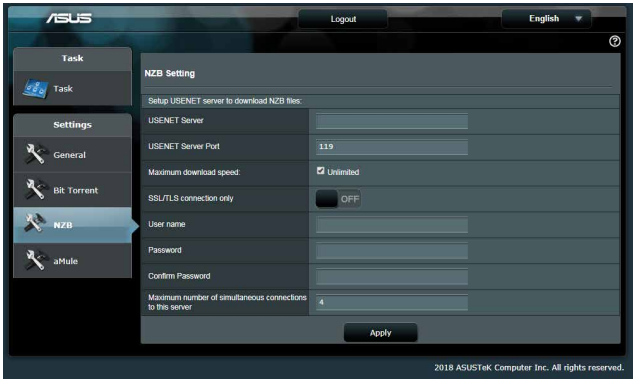 ASUS
Logout
English
Task
Task
Settings
General
Bit Torrent
NZB
aMule
NZB Setting
Setup USENET server to download NZB files:
USENET Server
USENET Server Port
119
Maximum download speed:
Unlimited
SSL/TLS connection only
OFF
User name
Password
Confirm Password
Maximum number of simultaneous connections
to this server
4
Apply
2018 ASUSTeK Computer Inc. All rights reserved.